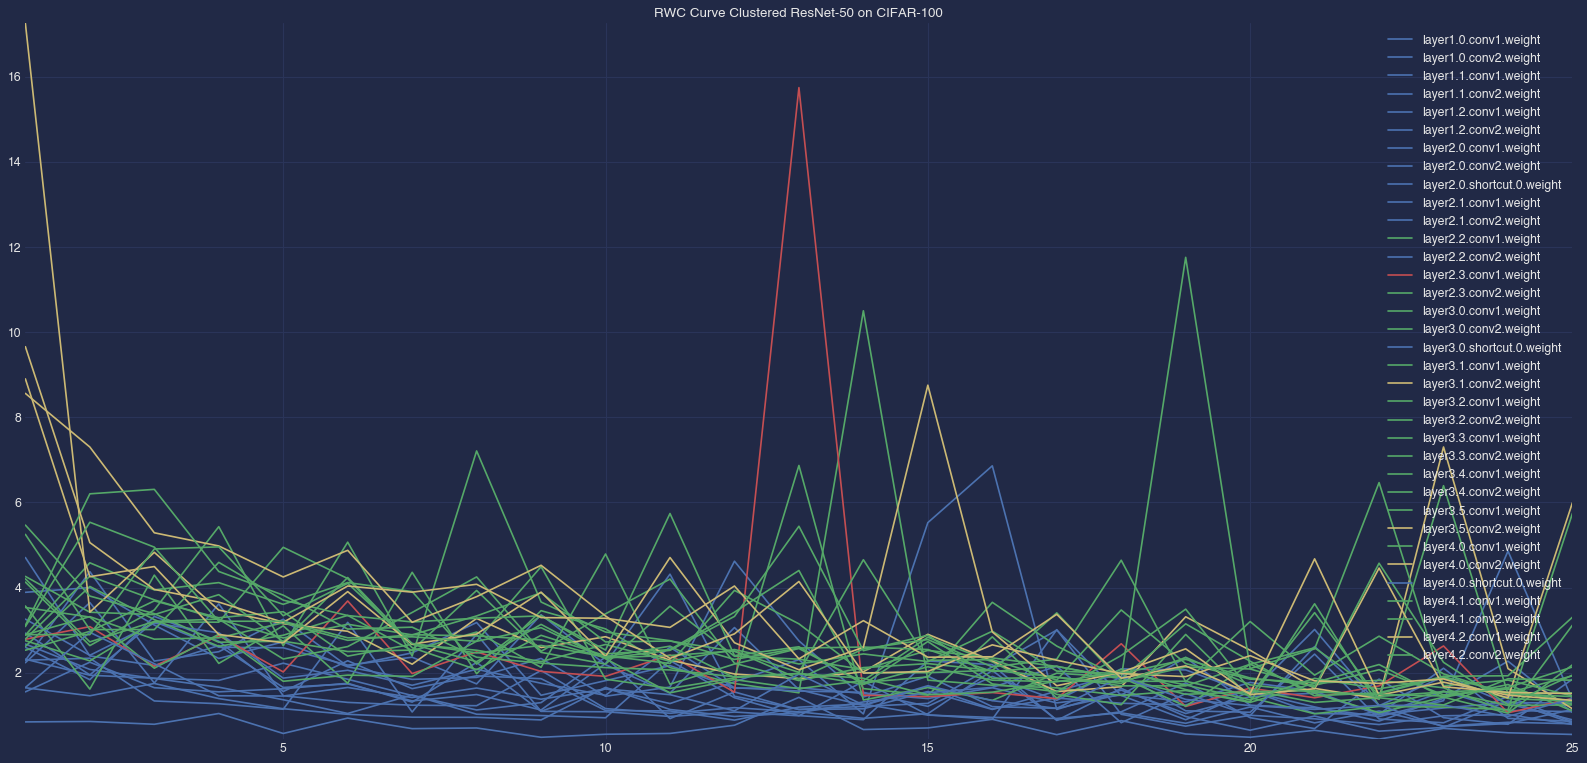 RWC Curve Clustered ResNet-50 on CIFAR-100
16
14
12
10
8
6
4
2
5
10
15
20
25
layer1.0.conv1.weight
layer1.0.conv2.weight
layer1.1.conv1.weight
layer1.1.conv2.weight
layer1.2.conv1.weight
layer1.2.conv2.weight
layer2.0.conv1.weight
layer2.0.conv2.weight
layer2.0.shortcut.0.weight
layer2.1.conv1.weight
layer2.1.conv2.weight
layer2.2.conv1.weight
layer2.2.conv2.weight
layer2.3.conv1.weight
layer2.3.conv2.weight
layer3.0.conv1.weight
layer3.0.conv2.weight
layer3.0.shortcut.0.weight
layer3.1.conv1.weight
layer3.1.conv2.weight
layer3.2.conv1.weight
layer3.2.conv2.weight
layer3.3.conv1.weight
layer3.3.conv2.weight
layer3.4.conv1.weight
layer3.4.conv2.weight
layer3.5.conv1.weight
layer3.5.conv2.weight
layer4.0.conv1.weight
layer4.0.conv2.weight
layer4.0.shortcut.0.weight
layer4.1.conv1.weight
layer4.1.conv2.weight
layer4.2.conv1.weight
layer4.2.conv2.weight